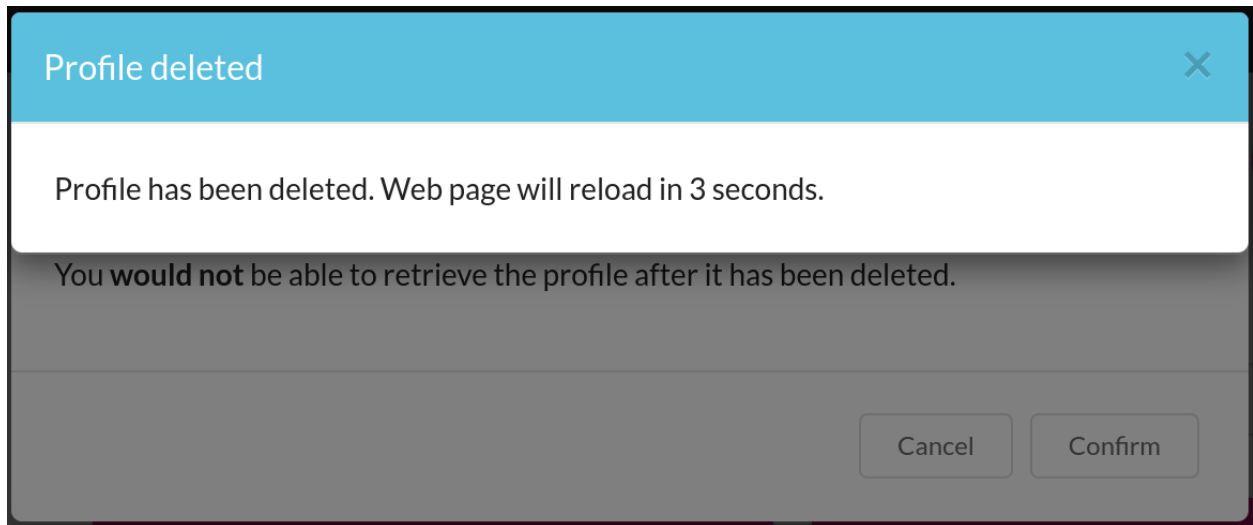 Profile deleted
Profile has been deleted. Web page will reload in 3 seconds.
You would not be able to retrieve the profile after it has been deleted.
Cancel Confirm